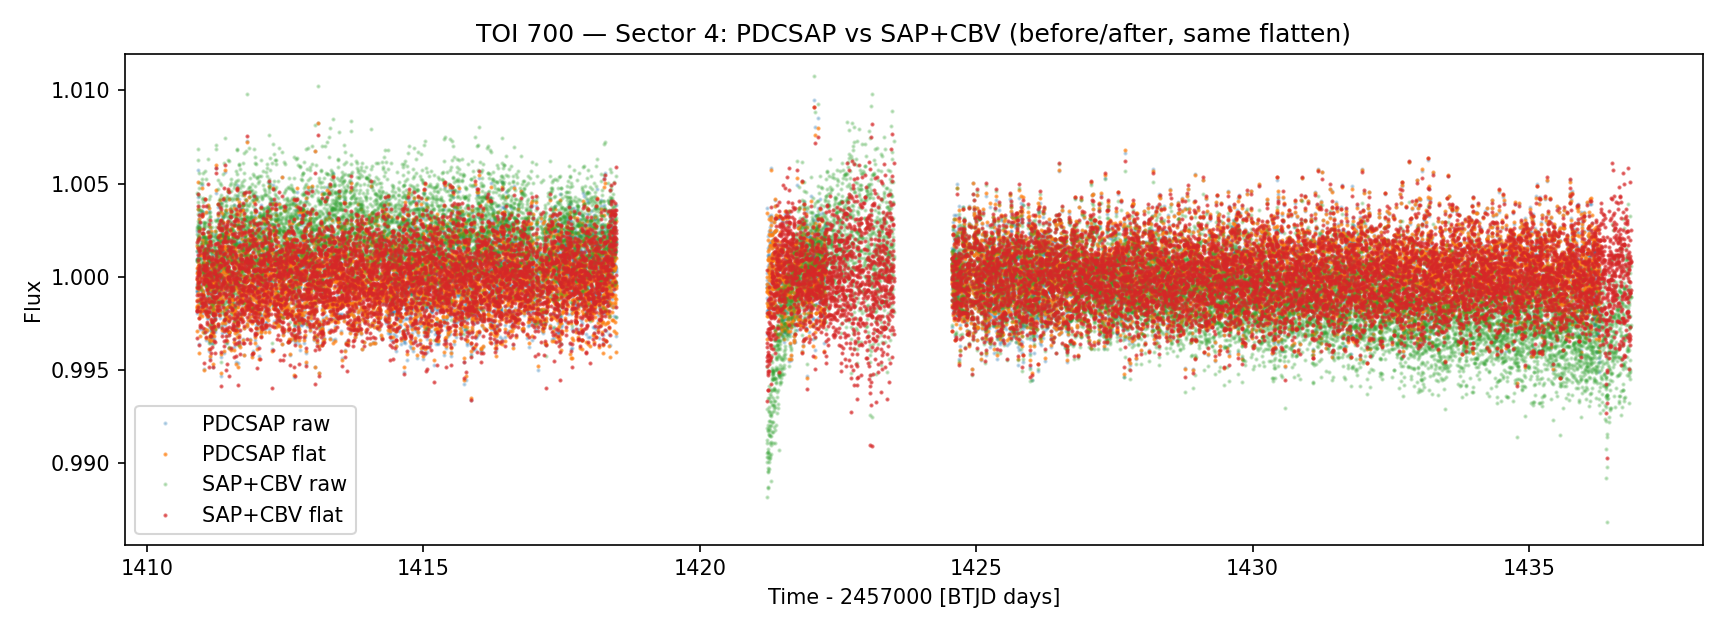 TOI 700 — Sector 4: PDCSAP vs SAP+CBV (before/after, same flatten)
Flux
1.010
1.005
1.000
0.995
0.990
PDCSAP raw
PDCSAP flat
SAP+CBV raw
SAP+CBV flat
1410 1415 1420 1425 1430 1435
Time - 2457000 [BTJD days]